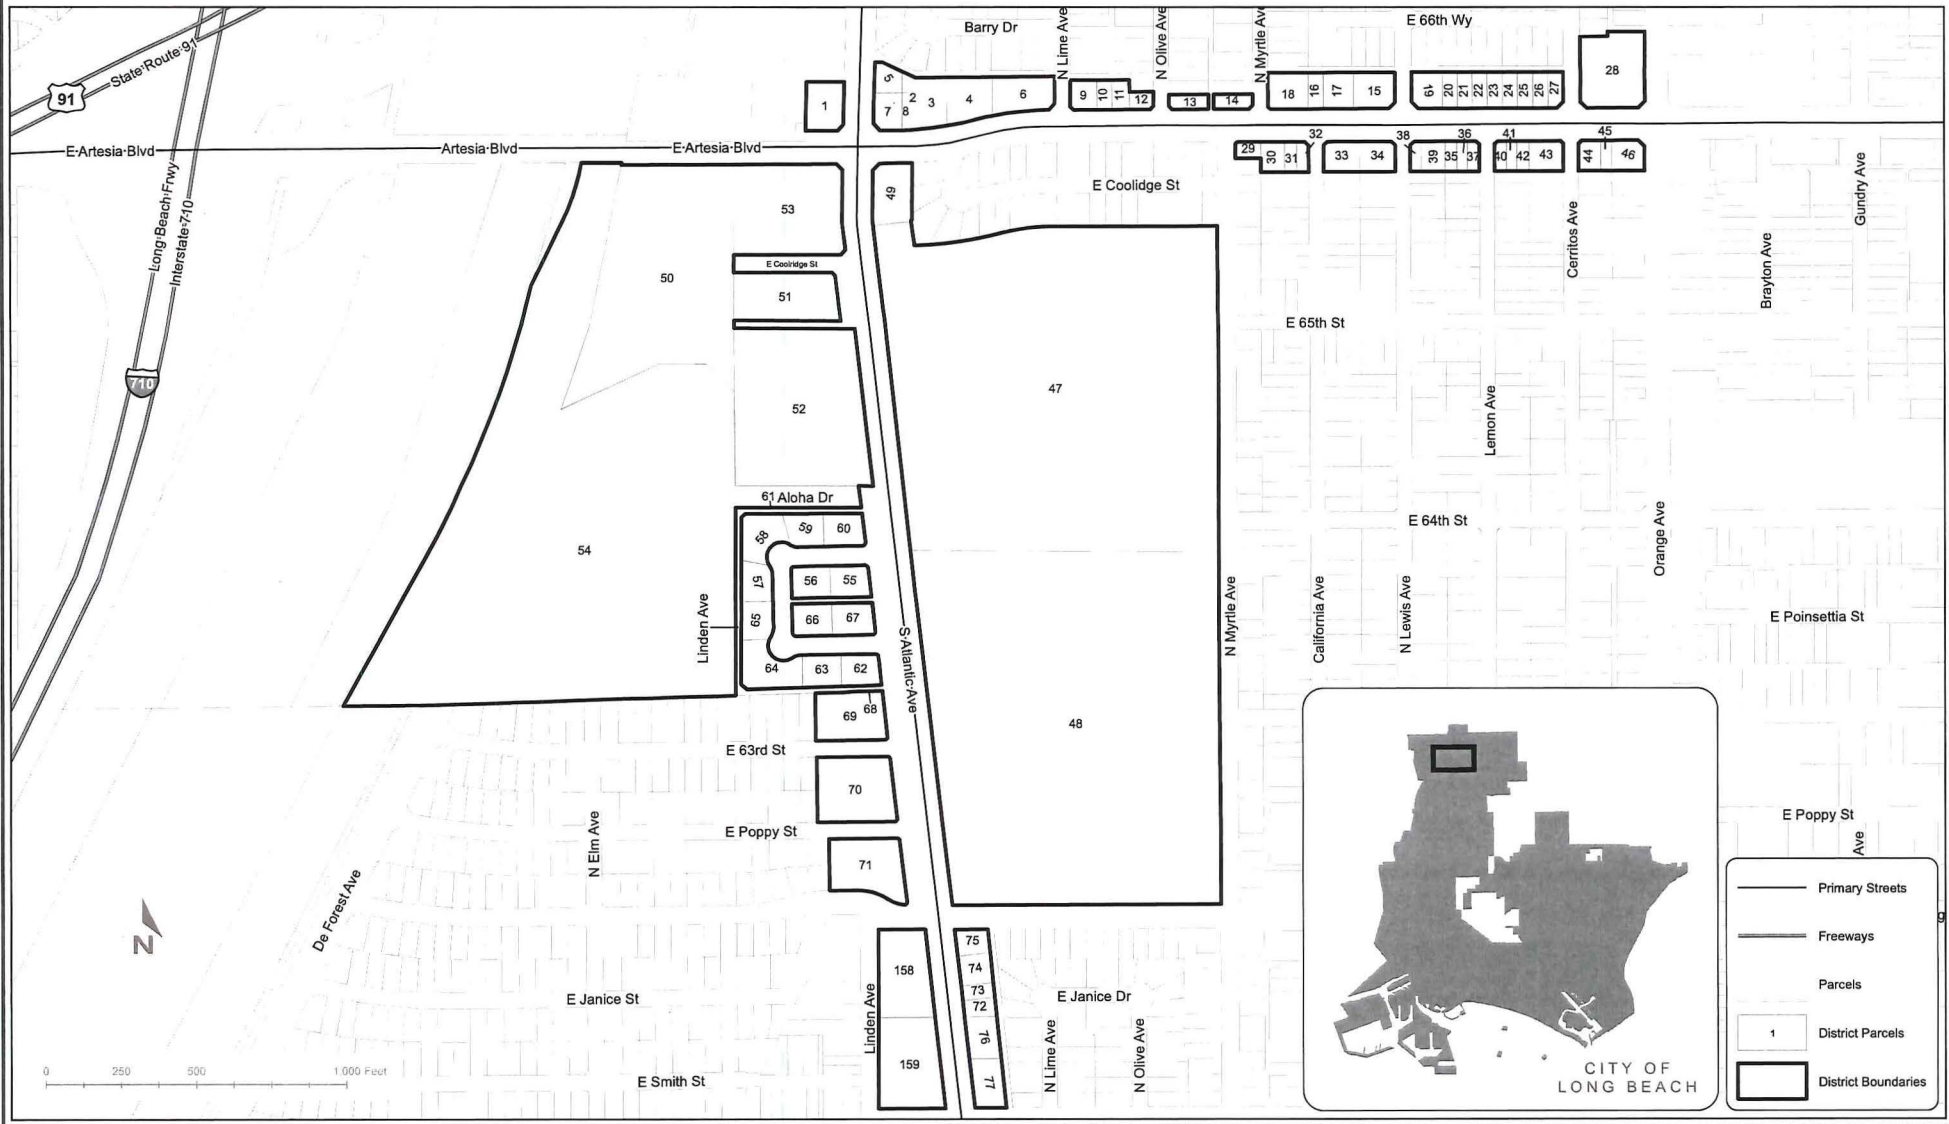 Barry Dr
N Lime Ave
N Olive Ave
N Myrtle Ave
E 66th Wy
State Route 91
91
1
5
2
3
4
6
7
8
9
10
11
12
13
14
18
16
17
15
19
20
21
22
23
24
25
26
27
28
E Artesia Blvd
Artesia Blvd
E Artesia Blvd
32
38
36
41
45
29
30
31
33
34
39
35
37
40
42
43
44
46
Long Beach Frwy
Interstate 710
710
53
49
E Coolidge St
Gundry Ave
Cerritos Ave
Brayton Ave
50
E Coolridge St
51
E 65th St
52
47
Lemon Ave
61 Aloha Dr
58
59
60
E 64th St
Orange Ave
54
57
56
55
Linden Ave
65
66
67
S Atlantic Ave
N Myrtle Ave
California Ave
N Lewis Ave
E Poinsettia St
64
63
62
69
68
48
E 63rd St
70
E Poppy St
N Elm Ave
71
De Forest Ave
N
E Poppy St
Ave
158
75
74
73
72
76
77
E Janice St
E Janice Dr
Linden Ave
159
N Lime Ave
N Olive Ave
E Smith St
0 250 500 1,000 Feet
CITY OF
LONG BEACH
Primary Streets
Freeways
Parcels
1 District Parcels
District Boundaries